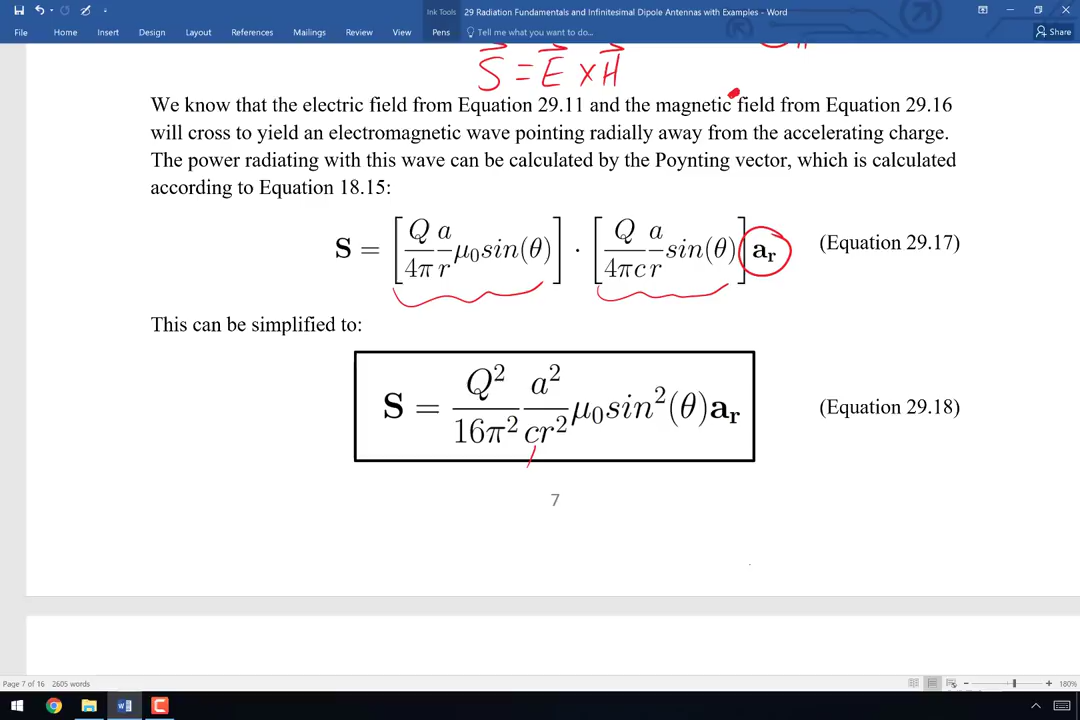 29 Radiation Fundamentals and Infinitesimal Dipole Antennas with Examples - Word
Ink Tools
File Home Insert Design Layout References Mailings Review View Pens Tell me what you want to do... Share
S = E × H
We know that the electric field from Equation 29.11 and the magnetic field from Equation 29.16
will cross to yield an electromagnetic wave pointing radially away from the accelerating charge.
The power radiating with this wave can be calculated by the Poynting vector, which is calculated
according to Equation 18.15:
S = [Q/4π a/r μ₀sin(θ)] · [Q/4πc a/r sin(θ)] aᵣ (Equation 29.17)
This can be simplified to:
S = Q²/16π² a²/cr² μ₀sin²(θ)aᵣ (Equation 29.18)
7
Page 7 of 16 2605 words
180%